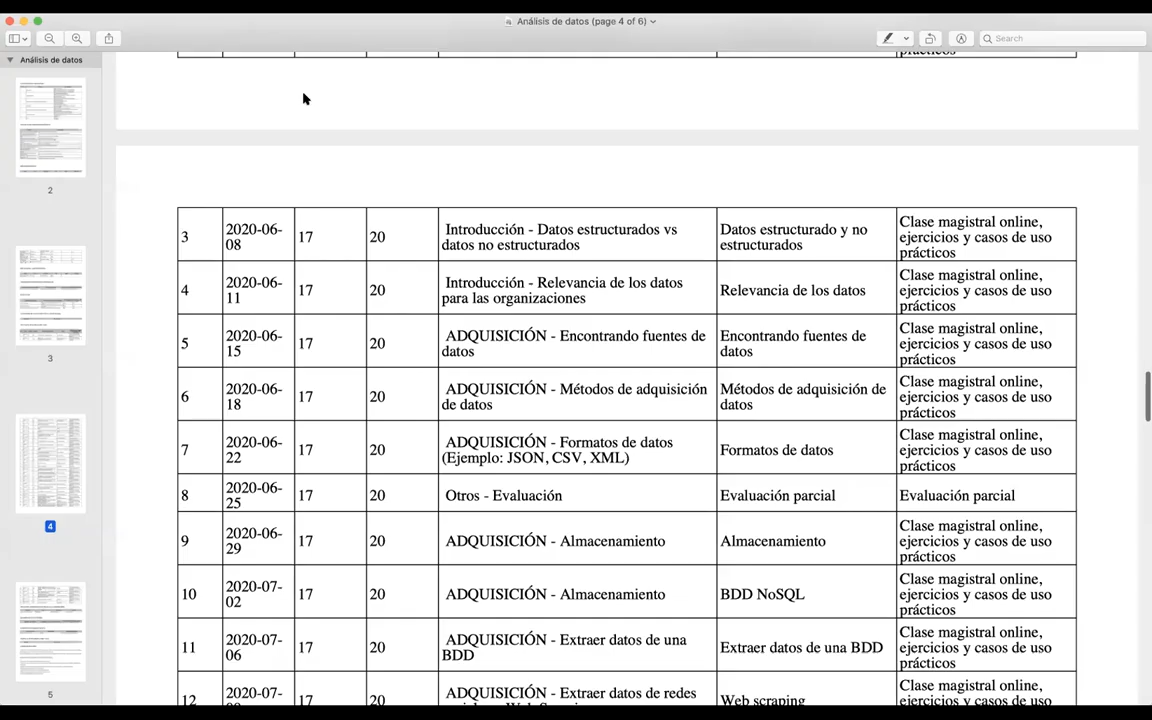 Análisis de datos (page 4 of 6)
Search
Análisis de datos
2
3
4
5
prácticos
3
2020-06-
08
17
20
Introducción - Datos estructurados vs
datos no estructurados
Datos estructurado y no
estructurados
Clase magistral online,
ejercicios y casos de uso
prácticos
4
2020-06-
11
17
20
Introducción - Relevancia de los datos
para las organizaciones
Relevancia de los datos
Clase magistral online,
ejercicios y casos de uso
prácticos
5
2020-06-
15
17
20
ADQUISICIÓN - Encontrando fuentes de
datos
Encontrando fuentes de
datos
Clase magistral online,
ejercicios y casos de uso
prácticos
6
2020-06-
18
17
20
ADQUISICIÓN - Métodos de adquisición
de datos
Métodos de adquisición de
datos
Clase magistral online,
ejercicios y casos de uso
prácticos
7
2020-06-
22
17
20
ADQUISICIÓN - Formatos de datos
(Ejemplo: JSON, CSV, XML)
Formatos de datos
Clase magistral online,
ejercicios y casos de uso
prácticos
8
2020-06-
25
17
20
Otros - Evaluación
Evaluación parcial
Evaluación parcial
9
2020-06-
29
17
20
ADQUISICIÓN - Almacenamiento
Almacenamiento
Clase magistral online,
ejercicios y casos de uso
prácticos
10
2020-07-
02
17
20
ADQUISICIÓN - Almacenamiento
BDD NoSQL
Clase magistral online,
ejercicios y casos de uso
prácticos
11
2020-07-
06
17
20
ADQUISICIÓN - Extraer datos de una
BDD
Extraer datos de una BDD
Clase magistral online,
ejercicios y casos de uso
prácticos
12
2020-07-
17
20
ADQUISICIÓN - Extraer datos de redes
Web scraping
Clase magistral online,
ejercicios y casos de uso